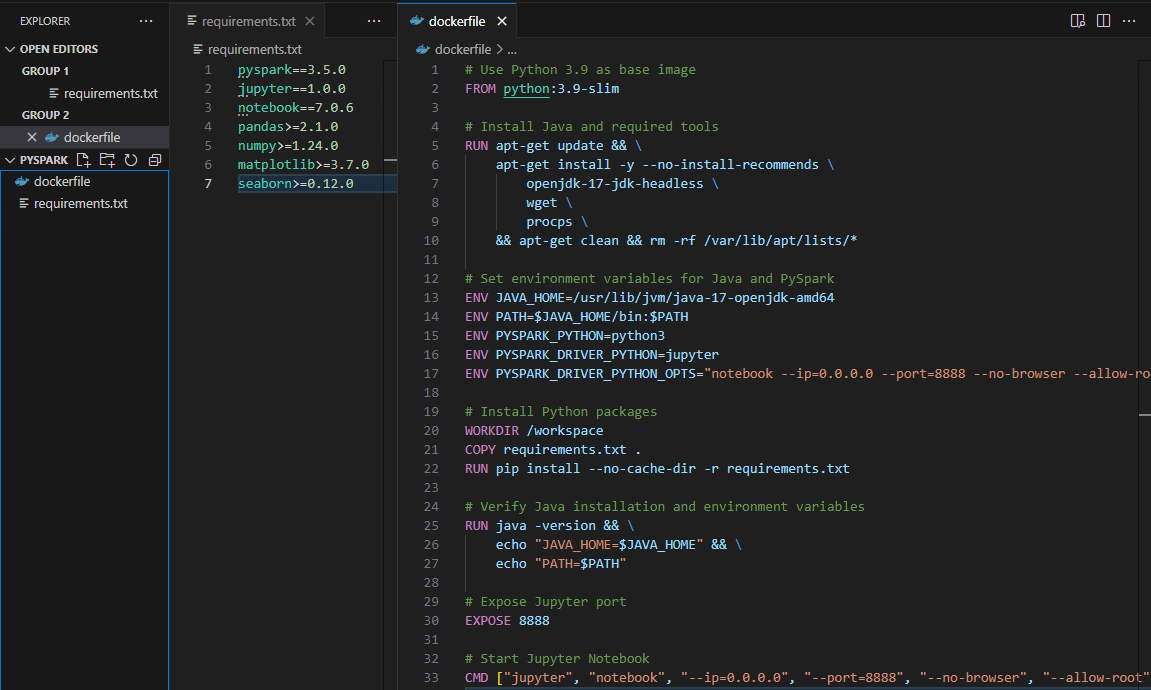 EXPLORER ...
OPEN EDITORS
GROUP 1
requirements.txt
GROUP 2
dockerfile
PYSPARK
dockerfile
requirements.txt
requirements.txt
requirements.txt
1 pyspark==3.5.0
2 jupyter==1.0.0
3 notebook==7.0.6
4 pandas>=2.1.0
5 numpy>=1.24.0
6 matplotlib>=3.7.0
7 seaborn>=0.12.0
dockerfile
dockerfile > ...
1 # Use Python 3.9 as base image
2 FROM python:3.9-slim
3
4 # Install Java and required tools
5 RUN apt-get update && \
6 apt-get install -y --no-install-recommends \
7 openjdk-17-jdk-headless \
8 wget \
9 procps \
10 && apt-get clean && rm -rf /var/lib/apt/lists/*
11
12 # Set environment variables for Java and PySpark
13 ENV JAVA_HOME=/usr/lib/jvm/java-17-openjdk-amd64
14 ENV PATH=$JAVA_HOME/bin:$PATH
15 ENV PYSPARK_PYTHON=python3
16 ENV PYSPARK_DRIVER_PYTHON=jupyter
17 ENV PYSPARK_DRIVER_PYTHON_OPTS="notebook --ip=0.0.0.0 --port=8888 --no-browser --allow-ro
18
19 # Install Python packages
20 WORKDIR /workspace
21 COPY requirements.txt .
22 RUN pip install --no-cache-dir -r requirements.txt
23
24 # Verify Java installation and environment variables
25 RUN java -version && \
26 echo "JAVA_HOME=$JAVA_HOME" && \
27 echo "PATH=$PATH"
28
29 # Expose Jupyter port
30 EXPOSE 8888
31
32 # Start Jupyter Notebook
33 CMD ["jupyter", "notebook", "--ip=0.0.0.0", "--port=8888", "--no-browser", "--allow-root"